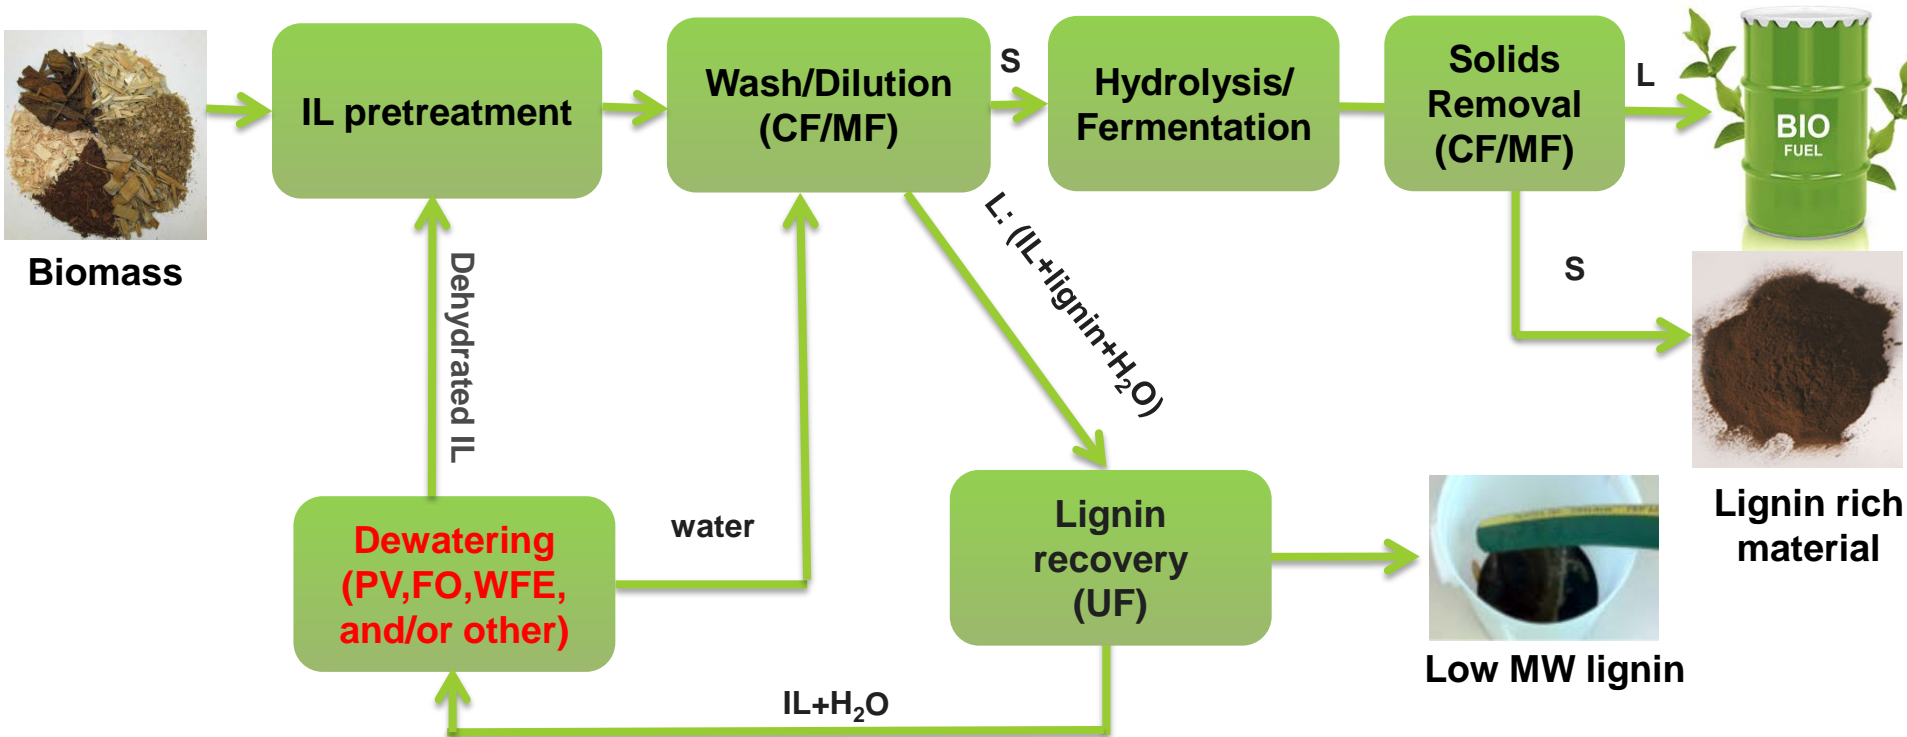 Biomass
IL pretreatment
Wash/Dilution
(CF/MF)
S
Hydrolysis/
Fermentation
Solids
Removal
(CF/MF)
L
BIO
FUEL
S
Lignin rich
material
L: (IL+lignin+H₂O)
Lignin
recovery
(UF)
Low MW lignin
IL+H₂O
Dewatering
(PV,FO,WFE,
and/or other)
water
Dehydrated IL